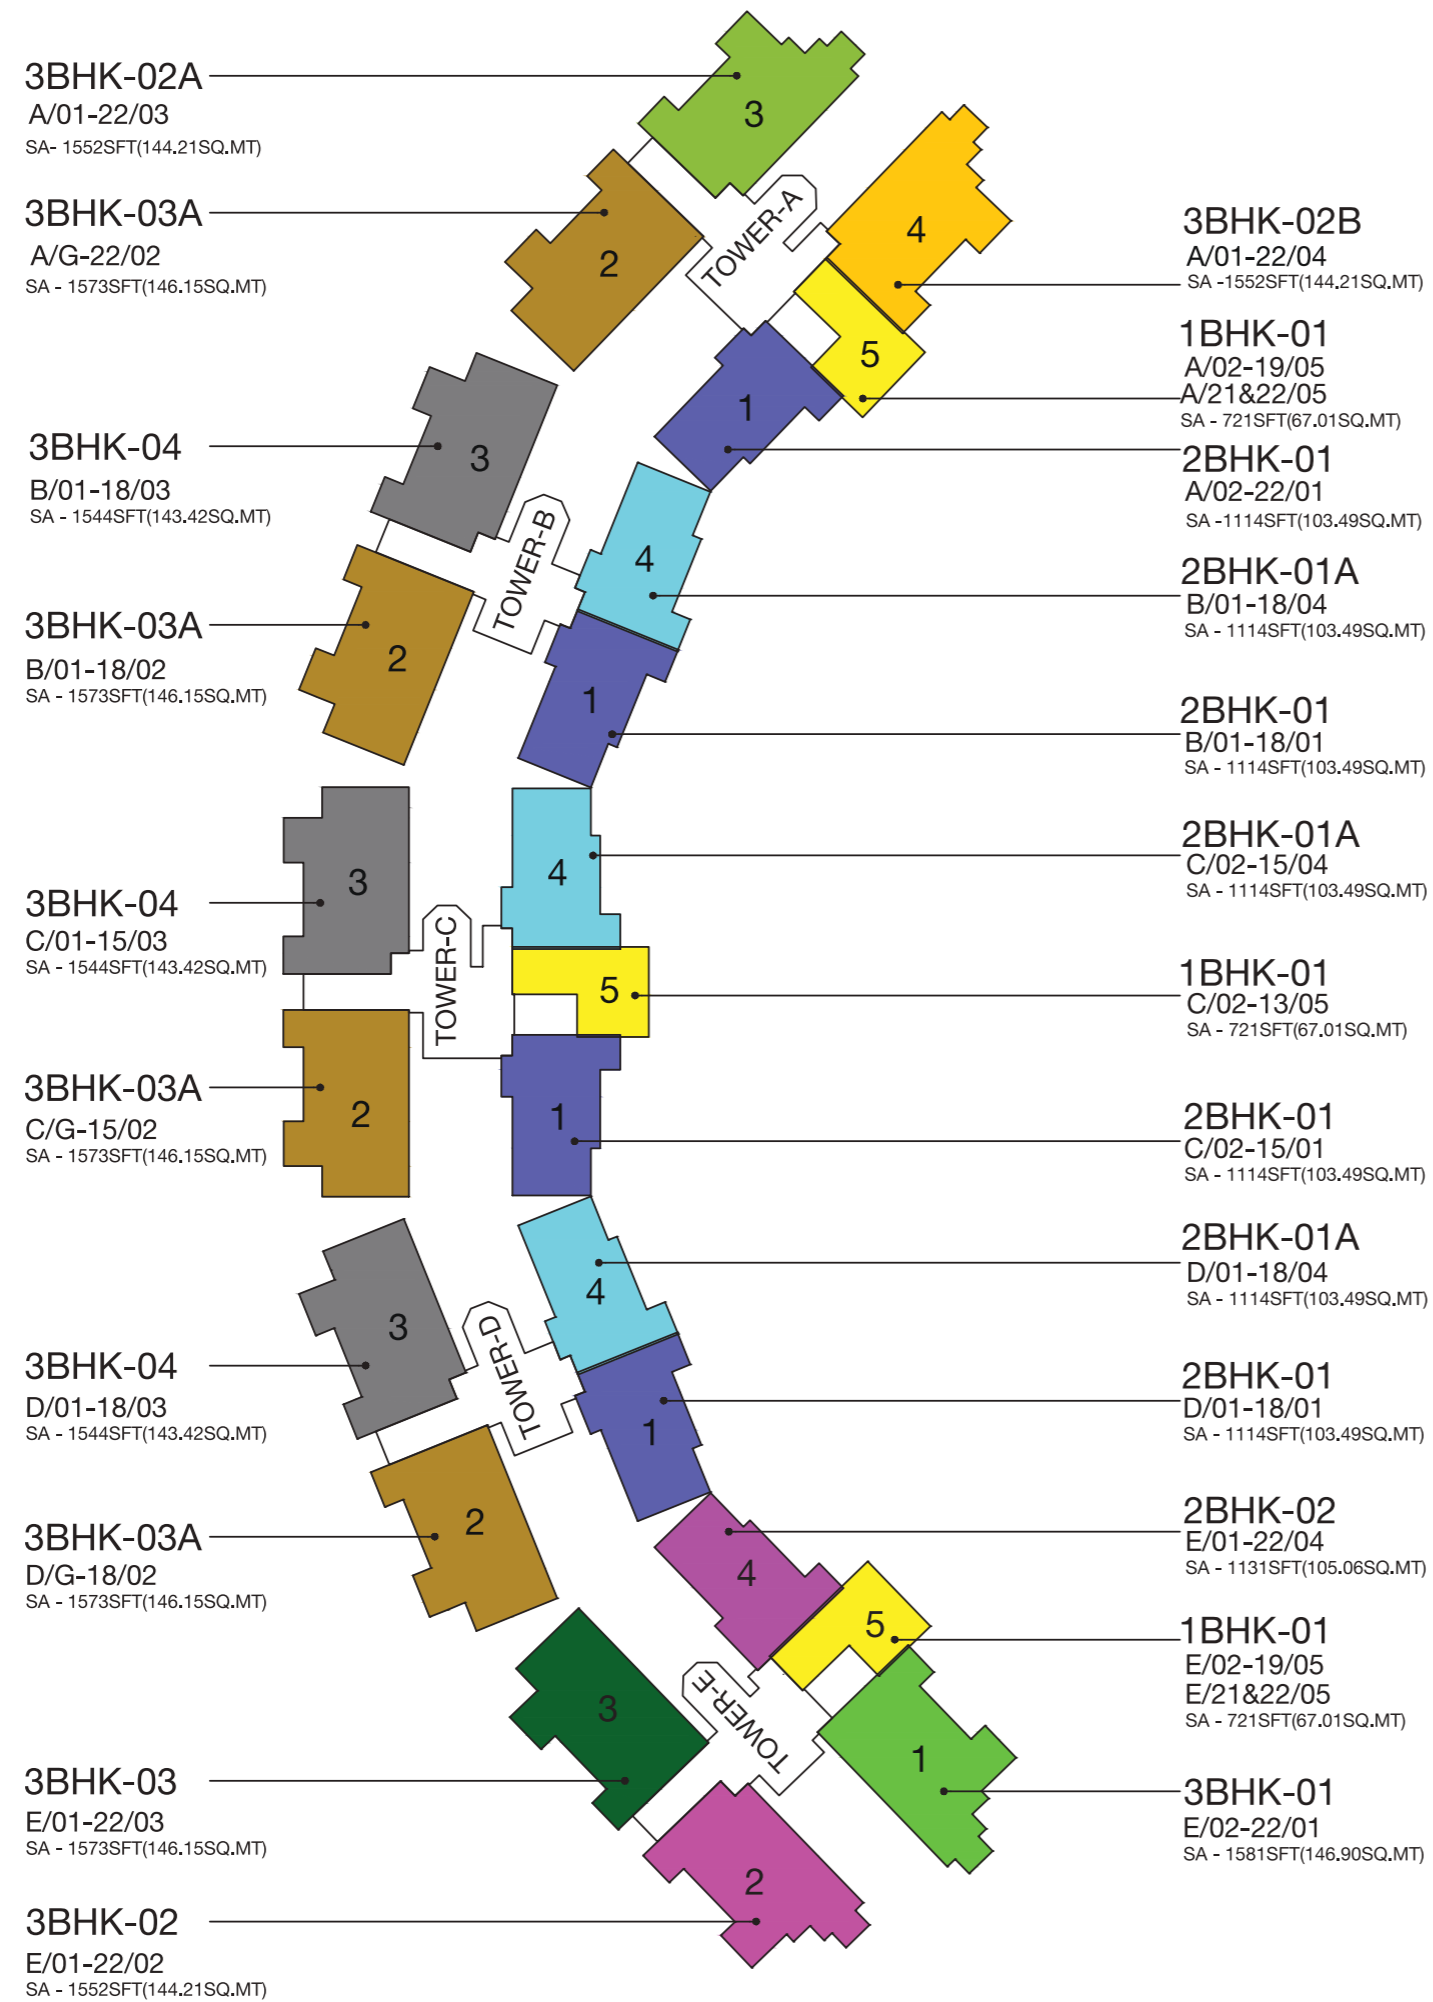 3BHK-02A
A/01-22/03
SA- 1552SFT(144.21SQ.MT)
3BHK-03A
A/G-22/02
SA - 1573SFT(146.15SQ.MT)
3BHK-04
B/01-18/03
SA - 1544SFT(143.42SQ.MT)
3BHK-03A
B/01-18/02
SA - 1573SFT(146.15SQ.MT)
3BHK-04
C/01-15/03
SA - 1544SFT(143.42SQ.MT)
3BHK-03A
C/G-15/02
SA - 1573SFT(146.15SQ.MT)
3BHK-04
D/01-18/03
SA - 1544SFT(143.42SQ.MT)
3BHK-03A
D/G-18/02
SA - 1573SFT(146.15SQ.MT)
3BHK-03
E/01-22/03
SA - 1573SFT(146.15SQ.MT)
3BHK-02
E/01-22/02
SA - 1552SFT(144.21SQ.MT)
3
2
TOWER-A
4
5
1
3
2
TOWER-B
4
1
3
2
TOWER-C
4
5
1
3
2
TOWER-D
4
1
3
2
TOWER-E
4
5
1
3BHK-02B
A/01-22/04
SA -1552SFT(144.21SQ.MT)
1BHK-01
A/02-19/05
A/21&22/05
SA - 721SFT(67.01SQ.MT)
2BHK-01
A/02-22/01
SA -1114SFT(103.49SQ.MT)
2BHK-01A
B/01-18/04
SA - 1114SFT(103.49SQ.MT)
2BHK-01
B/01-18/01
SA - 1114SFT(103.49SQ.MT)
2BHK-01A
C/02-15/04
SA - 1114SFT(103.49SQ.MT)
1BHK-01
C/02-13/05
SA - 721SFT(67.01SQ.MT)
2BHK-01
C/02-15/01
SA - 1114SFT(103.49SQ.MT)
2BHK-01A
D/01-18/04
SA - 1114SFT(103.49SQ.MT)
2BHK-01
D/01-18/01
SA - 1114SFT(103.49SQ.MT)
2BHK-02
E/01-22/04
SA - 1131SFT(105.06SQ.MT)
1BHK-01
E/02-19/05
E/21&22/05
SA - 721SFT(67.01SQ.MT)
3BHK-01
E/02-22/01
SA - 1581SFT(146.90SQ.MT)